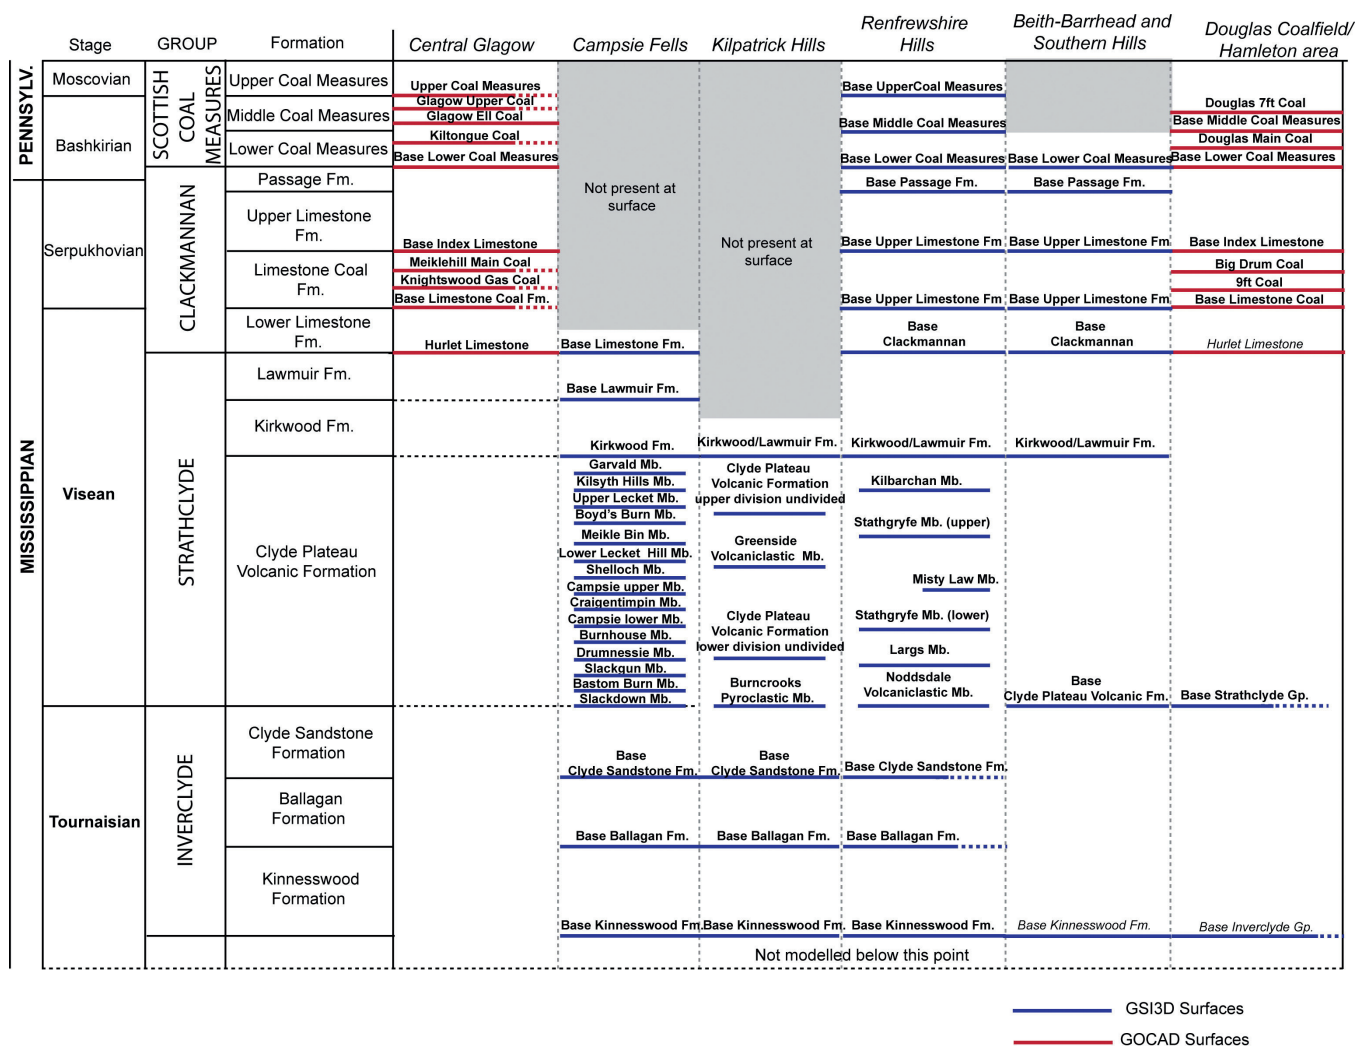 Stage
GROUP
Formation
Central Glagow
Campsie Fells
Kilpatrick Hills
Renfrewshire
Hills
Beith-Barrhead and
Southern Hills
Douglas Coalfield/
Hamleton area
PENNSYLV.
MISSISSIPPIAN
Moscovian
Bashkirian
Serpukhovian
Visean
Tournaisian
SCOTTISH
COAL
MEASURES
CLACKMANNAN
STRATHCLYDE
INVERCLYDE
Upper Coal Measures
Middle Coal Measures
Lower Coal Measures
Passage Fm.
Upper Limestone
Fm.
Limestone Coal
Fm.
Lower Limestone
Fm.
Lawmuir Fm.
Kirkwood Fm.
Clyde Plateau
Volcanic Formation
Clyde Sandstone
Formation
Ballagan
Formation
Kinnesswood
Formation
Upper Coal Measures
Glagow Upper Coal
Glagow Ell Coal
Kiltongue Coal
Base Lower Coal Measures
Base Index Limestone
Meiklehill Main Coal
Knightswood Gas Coal
Base Limestone Coal Fm.
Hurlet Limestone
Not present at
surface
Base Limestone Fm.
Base Lawmuir Fm.
Kirkwood Fm.
Garvald Mb.
Kilsyth Hills Mb.
Upper Lecket Mb.
Boyd's Burn Mb.
Meikle Bin Mb.
Lower Lecket Hill Mb.
Shelloch Mb.
Campsie upper Mb.
Craigentimpin Mb.
Campsie lower Mb.
Burnhouse Mb.
Drumnessie Mb.
Slackgun Mb.
Bastom Burn Mb.
Slackdown Mb.
Base
Clyde Sandstone Fm.
Base Ballagan Fm.
Base Kinnesswood Fm.
Not present at
surface
Kirkwood/Lawmuir Fm.
Clyde Plateau
Volcanic Formation
upper division undivided
Greenside
Volcaniclastic Mb.
Clyde Plateau
Volcanic Formation
lower division undivided
Burncrooks
Pyroclastic Mb.
Base
Clyde Sandstone Fm.
Base Ballagan Fm.
Base Kinnesswood Fm.
Base UpperCoal Measures
Base Middle Coal Measures
Base Lower Coal Measures
Base Passage Fm.
Base Upper Limestone Fm
Base Upper Limestone Fm
Base
Clackmannan
Kirkwood/Lawmuir Fm.
Kilbarchan Mb.
Stathgryfe Mb. (upper)
Misty Law Mb.
Stathgryfe Mb. (lower)
Largs Mb.
Noddsdale
Volcaniclastic Mb.
Base Clyde Sandstone Fm.
Base Ballagan Fm.
Base Kinnesswood Fm.
Base Lower Coal Measures
Base Passage Fm.
Base Upper Limestone Fm
Base Upper Limestone Fm
Base
Clackmannan
Kirkwood/Lawmuir Fm.
Base
Clyde Plateau Volcanic Fm.
Base Kinnesswood Fm.
Douglas 7ft Coal
Base Middle Coal Measures
Douglas Main Coal
Base Lower Coal Measures
Base Index Limestone
Big Drum Coal
9ft Coal
Base Limestone Coal
Hurlet Limestone
Base Strathclyde Gp.
Base Inverclyde Gp.
Not modelled below this point
GSI3D Surfaces
GOCAD Surfaces